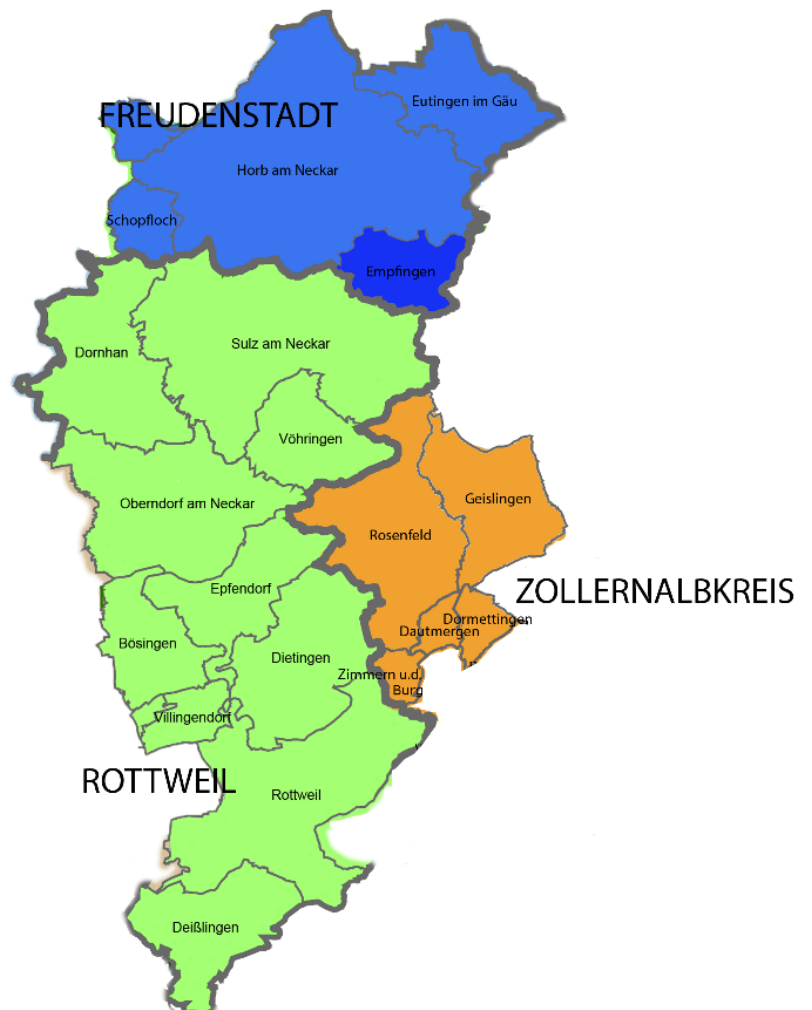 Eutingen im Gäu
FREUDENSTADT
Horb am Neckar
Schopfloch
Empfingen
Sulz am Neckar
Dornhan
Vöhringen
Geislingen
Oberndorf am Neckar
Rosenfeld
Epfendorf
ZOLLERNALBKREIS
Dormettingen
Dautmergen
Bösingen
Dietingen
Zimmern u.d.
Burg
Villingendorf
ROTTWEIL
Rottweil
Deißlingen